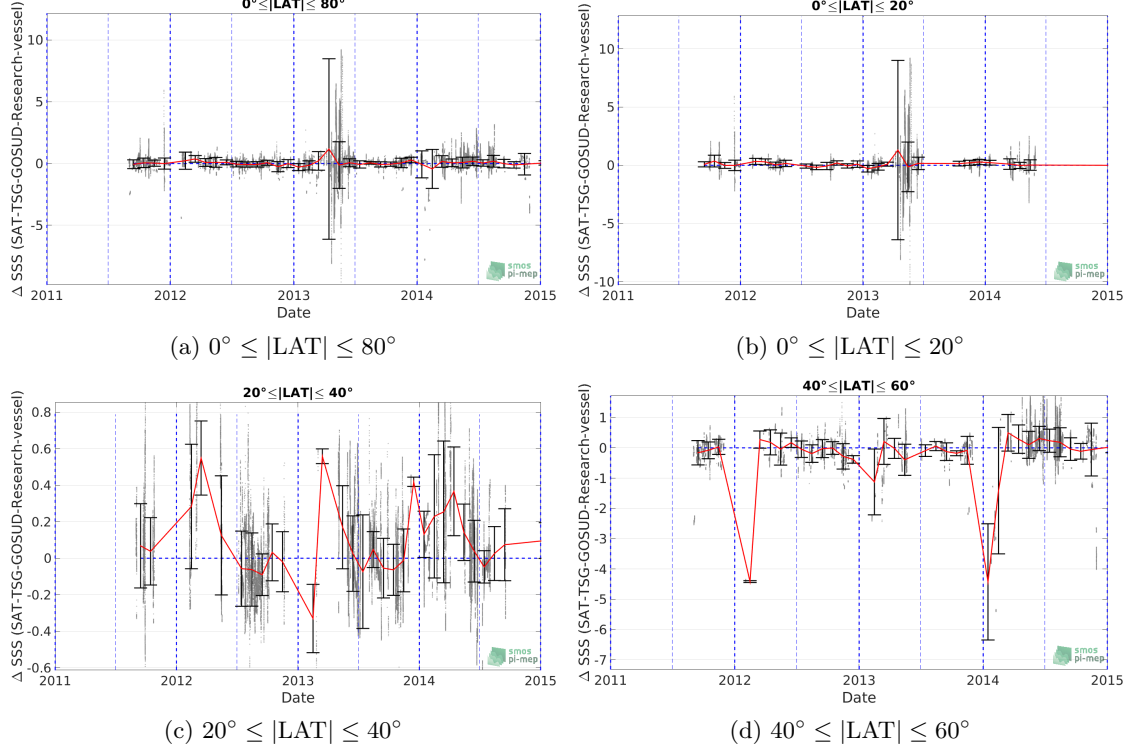 0°≤|LAT|≤ 80°
Δ SSS (SAT-TSG-GOSUD-Research-vessel)
10
5
0
-5
2011 2012 2013 2014 2015
Date
smos
pi-mep
(a) 0° ≤ |LAT| ≤ 80°
0°≤|LAT|≤ 20°
Δ SSS (SAT-TSG-GOSUD-Research-vessel)
10
5
0
-5
-10
2011 2012 2013 2014 2015
Date
smos
pi-mep
(b) 0° ≤ |LAT| ≤ 20°
20°≤|LAT|≤ 40°
Δ SSS (SAT-TSG-GOSUD-Research-vessel)
0.8
0.6
0.4
0.2
0
-0.2
-0.4
-0.6
2011 2012 2013 2014 2015
Date
smos
pi-mep
(c) 20° ≤ |LAT| ≤ 40°
40°≤|LAT|≤ 60°
Δ SSS (SAT-TSG-GOSUD-Research-vessel)
1
0
-1
-2
-3
-4
-5
-6
-7
2011 2012 2013 2014 2015
Date
smos
pi-mep
(d) 40° ≤ |LAT| ≤ 60°